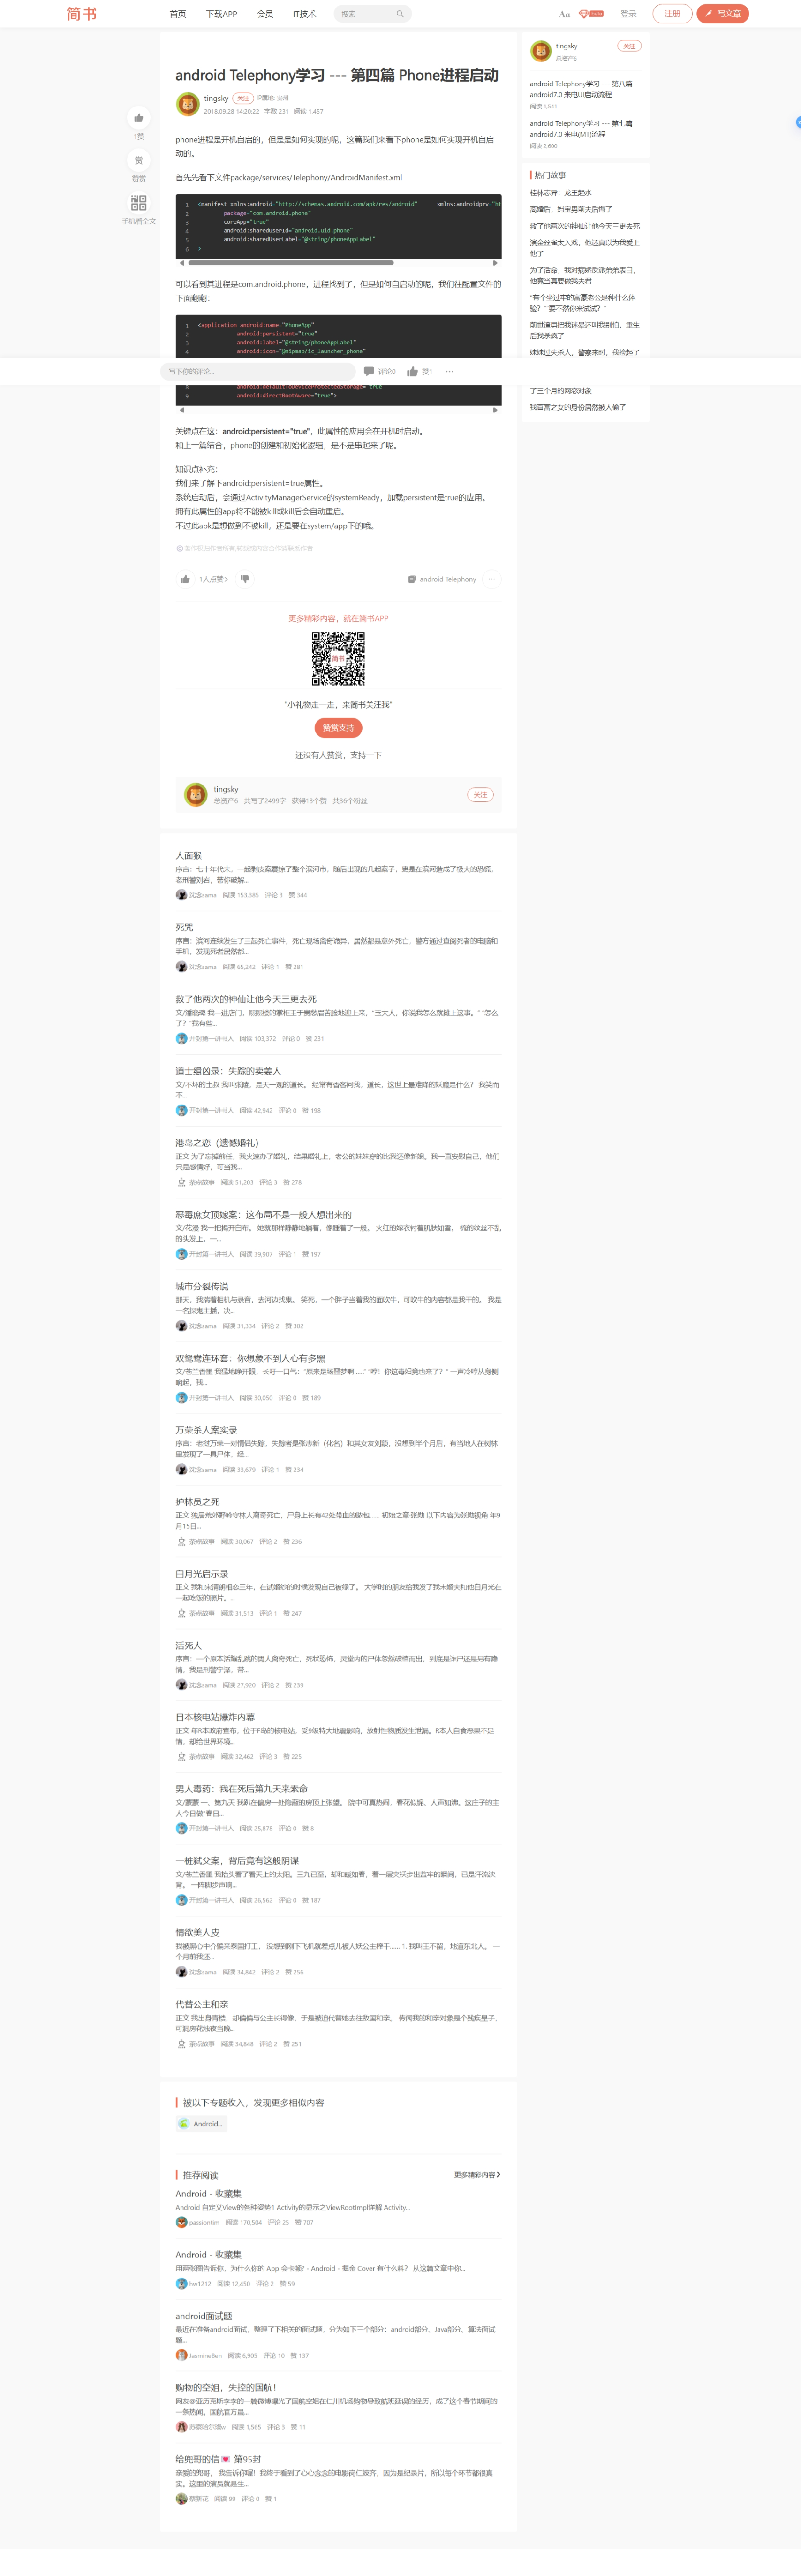 简书
首页 下载APP 会员 IT技术 搜索 Aα beta 登录 注册 写文章
android Telephony学习 --- 第四篇 Phone进程启动
tingsky 关注 IP属地: 贵州
2018.09.28 14:20:22 字数 231 阅读 1,457
1赞
赏
赞赏
手机看全文
phone进程是开机自启的，但是是如何实现的呢，这篇我们来看下phone是如何实现开机自启
动的。
首先先看下文件package/services/Telephony/AndroidManifest.xml
1 <manifest xmlns:android="http://schemas.android.com/apk/res/android" xmlns:androidprv="ht
2 package="com.android.phone"
3 coreApp="true"
4 android:sharedUserId="android.uid.phone"
5 android:sharedUserLabel="@string/phoneAppLabel"
6 >
可以看到其进程是com.android.phone，进程找到了，但是如何自启动的呢，我们往配置文件的
下面翻翻：
1 <application android:name="PhoneApp"
2 android:persistent="true"
3 android:label="@string/phoneAppLabel"
4 android:icon="@mipmap/ic_launcher_phone"
写下你的评论... 评论0 赞1 ···
8 android:defaultToDeviceProtectedStorage="true"
9 android:directBootAware="true">
关键点在这：android:persistent="true"，此属性的应用会在开机时启动。
和上一篇结合，phone的创建和初始化逻辑，是不是串起来了呢。
知识点补充：
我们来了解下android:persistent=true属性。
系统启动后，会通过ActivityManagerService的systemReady，加载persistent是true的应用。
拥有此属性的app将不能被kill或kill后会自动重启。
不过此apk是想做到不被kill，还是要在system/app下的哦。
©著作权归作者所有,转载或内容合作请联系作者
1人点赞> android Telephony ···
更多精彩内容，就在简书APP
简书
"小礼物走一走，来简书关注我"
赞赏支持
还没有人赞赏，支持一下
tingsky
总资产6 共写了2499字 获得13个赞 共36个粉丝
关注
人面猴
序言：七十年代末，一起剥皮案震惊了整个滨河市，随后出现的几起案子，更是在滨河造成了极大的恐慌，
老刑警刘岩，带你破解...
沈念sama 阅读 153,385 评论 3 赞 344
死咒
序言：滨河连续发生了三起死亡事件，死亡现场离奇诡异，居然都是意外死亡，警方通过查阅死者的电脑和
手机，发现死者居然都...
沈念sama 阅读 65,242 评论 1 赞 281
救了他两次的神仙让他今天三更去死
文/潘晓璐 我一进店门，熙熙楼的掌柜王于贵愁眉苦脸地迎上来，"玉大人，你说我怎么就摊上这事。" "怎么
了？"我有些...
开封第一讲书人 阅读 103,372 评论 0 赞 231
道士缉凶录：失踪的卖姜人
文/不坏的土叔 我叫张陵，是天一观的道长。 经常有香客问我，道长，这世上最难降的妖魔是什么？ 我笑而
不...
开封第一讲书人 阅读 42,942 评论 0 赞 198
港岛之恋（遗憾婚礼）
正文 为了忘掉前任，我火速办了婚礼，结果婚礼上，老公的妹妹穿的比我还像新娘。我一直安慰自己，他们
只是感情好，可当我...
茶点故事 阅读 51,203 评论 3 赞 278
恶毒庶女顶嫁案：这布局不是一般人想出来的
文/花漫 我一把揭开白布。 她就那样静静地躺着，像睡着了一般。 火红的嫁衣衬着肌肤如雪。 梳的纹丝不乱
的头发上，一...
开封第一讲书人 阅读 39,907 评论 1 赞 197
城市分裂传说
那天，我揣着相机与录音，去河边找鬼。 笑死，一个胖子当着我的面吹牛，可吹牛的内容都是我干的。 我是
一名探鬼主播，决...
沈念sama 阅读 31,334 评论 2 赞 302
双鸳鸯连环套：你想象不到人心有多黑
文/苍兰香墨 我猛地睁开眼，长吁一口气："原来是场噩梦啊......" "哼！你这毒妇竟也来了？" 一声冷哼从身侧
响起，我...
开封第一讲书人 阅读 30,050 评论 0 赞 189
万荣杀人案实录
序言：老挝万荣一对情侣失踪，失踪者是张志新（化名）和其女友刘颖，没想到半个月后，有当地人在树林
里发现了一具尸体，经...
沈念sama 阅读 33,679 评论 1 赞 234
护林员之死
正文 独居荒郊野岭守林人离奇死亡，尸身上长有42处带血的脓包...... 初始之章·张勋 以下内容为张勋视角 年9
月15日...
茶点故事 阅读 30,067 评论 2 赞 236
白月光启示录
正文 我和宋清朗相恋三年，在试婚纱的时候发现自己被绿了。 大学时的朋友给我发了我未婚夫和他白月光在
一起吃饭的照片。...
茶点故事 阅读 31,513 评论 1 赞 247
活死人
序言：一个原本活蹦乱跳的男人离奇死亡，死状恐怖，灵堂内的尸体忽然破棺而出，到底是诈尸还是另有隐
情，我是刑警宁泽，带...
沈念sama 阅读 27,920 评论 2 赞 239
日本核电站爆炸内幕
正文 年R本政府宣布，位于F岛的核电站，受9级特大地震影响，放射性物质发生泄漏。R本人自食恶果不足
惜，却给世界环境...
茶点故事 阅读 32,462 评论 3 赞 225
男人毒药：我在死后第九天来索命
文/蒙蒙 一、第九天 我趴在偏房一处隐蔽的房顶上张望。 院中可真热闹，春花似锦、人声如沸。这庄子的主
人今日做"春日...
开封第一讲书人 阅读 25,878 评论 0 赞 8
一桩弑父案，背后竟有这般阴谋
文/苍兰香墨 我抬头看了看天上的太阳。三九已至，却和暖如春，着一层夹袄步出监牢的瞬间，已是汗流浃
背。 一阵脚步声响...
开封第一讲书人 阅读 26,562 评论 0 赞 187
情欲美人皮
我被黑心中介骗来泰国打工， 没想到刚下飞机就差点儿被人妖公主榨干...... 1. 我叫王不留，地道东北人。 一
个月前我还...
沈念sama 阅读 34,842 评论 2 赞 256
代替公主和亲
正文 我出身青楼，却偏偏与公主长得像，于是被迫代替她去往敌国和亲。 传闻我的和亲对象是个残疾皇子，
可洞房花烛夜当晚...
茶点故事 阅读 34,848 评论 2 赞 251
被以下专题收入，发现更多相似内容
Android...
推荐阅读 更多精彩内容>
Android - 收藏集
Android 自定义View的各种姿势1 Activity的显示之ViewRootImpl详解 Activity...
passiontim 阅读 170,504 评论 25 赞 707
Android - 收藏集
用两张图告诉你，为什么你的 App 会卡顿? - Android - 掘金 Cover 有什么料？ 从这篇文章中你...
hw1212 阅读 12,450 评论 2 赞 59
android面试题
最近在准备android面试，整理了下相关的面试题，分为如下三个部分：android部分、Java部分、算法面试
题...
JasmineBen 阅读 6,905 评论 10 赞 137
购物的空姐，失控的国航！
网友@亚历克斯李李的一篇微博曝光了国航空姐在仁川机场购物导致航班延误的经历，成了这个春节期间的
一条热闻。国航官方虽...
阅读 1,565 评论 3 赞 11
给兜哥的信💌 第95封
亲爱的兜哥， 我告诉你喔！我终于看到了心心念念的电影冈仁波齐，因为是纪录片，所以每个环节都很真
实。这里的演员就是生...
阅读 99 评论 0 赞 1
tingsky 关注
总资产6
android Telephony学习 --- 第八篇
android7.0 来电UI启动流程
阅读 1,541
android Telephony学习 --- 第七篇
android7.0 来电(MT)流程
阅读 2,600
热门故事
桂林志异：龙王起水
离婚后，妈宝男前夫后悔了
救了他两次的神仙让他今天三更去死
演金丝雀太入戏，他还真以为我爱上
他了
为了活命，我对病娇反派弟弟表白，
他竟当真要做我夫君
"有个坐过牢的富豪老公是种什么体
验？""要不然你来试试？"
前世渣男把我迷晕还叫我别怕，重生
后我杀疯了
妹妹过失杀人，警察来时，我捡起了
了三个月的网恋对象
我首富之女的身份居然被人偷了